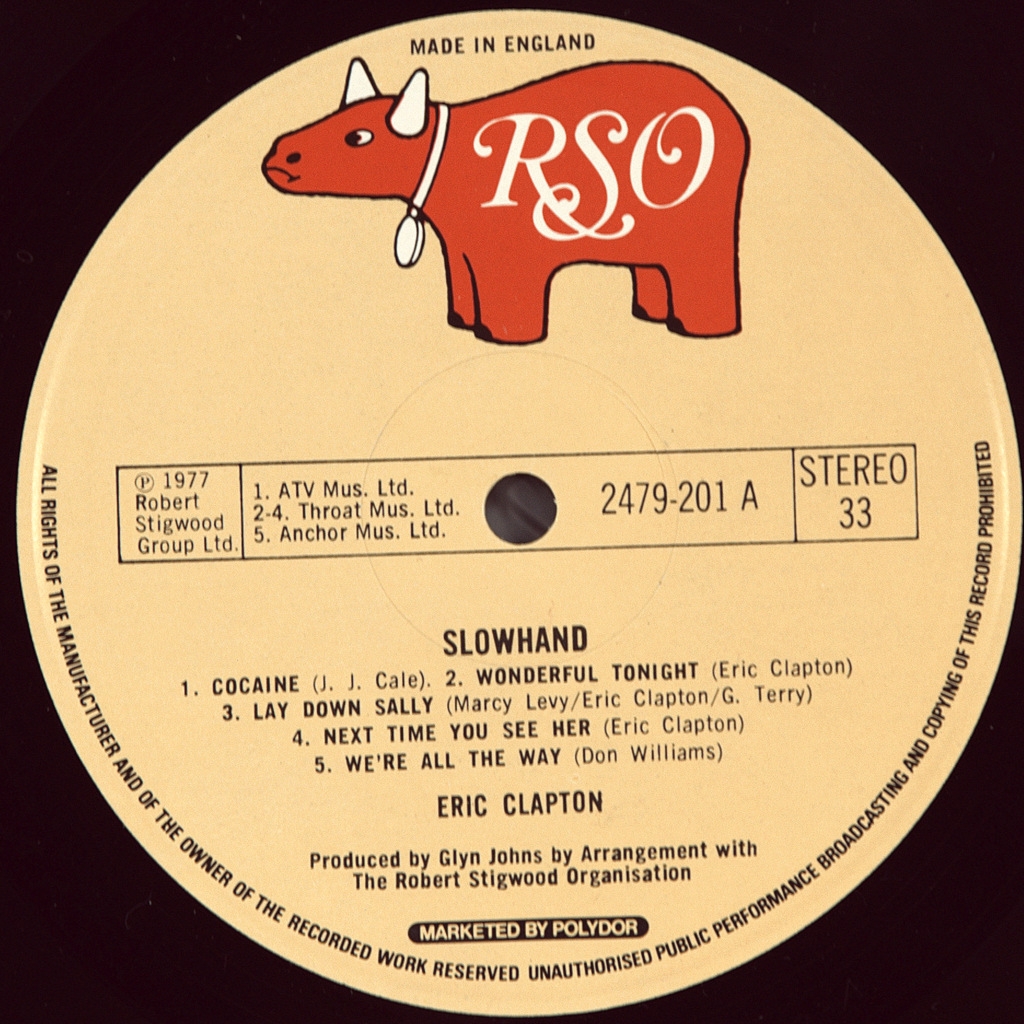 MADE IN ENGLAND
RSO
℗ 1977
Robert
Stigwood
Group Ltd.
1. ATV Mus. Ltd.
2-4. Throat Mus. Ltd.
5. Anchor Mus. Ltd.
2479-201 A
STEREO
33
SLOWHAND
1. COCAINE (J. J. Cale). 2. WONDERFUL TONIGHT (Eric Clapton)
3. LAY DOWN SALLY (Marcy Levy/Eric Clapton/G. Terry)
4. NEXT TIME YOU SEE HER (Eric Clapton)
5. WE'RE ALL THE WAY (Don Williams)
ERIC CLAPTON
Produced by Glyn Johns by Arrangement with
The Robert Stigwood Organisation
MARKETED BY POLYDOR
ALL RIGHTS OF THE MANUFACTURER AND OF THE OWNER OF THE RECORDED WORK RESERVED UNAUTHORISED PUBLIC PERFORMANCE BROADCASTING AND COPYING OF THIS RECORD PROHIBITED